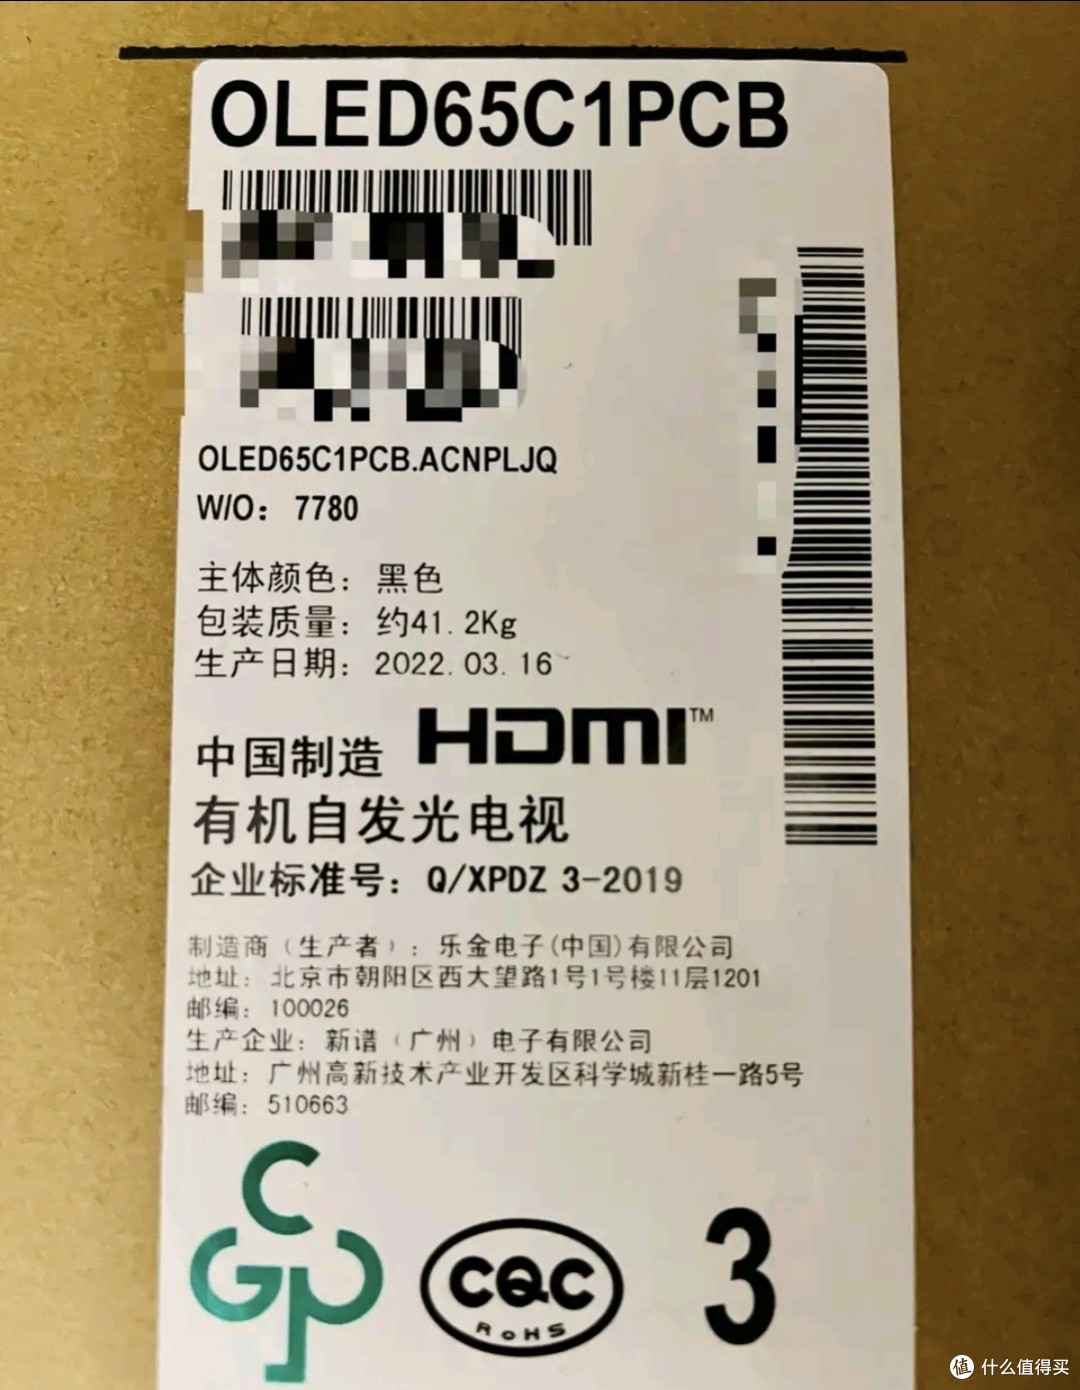 OLED65C1PCB
OLED65C1PCB.ACNPLJQ
W/O： 7780
主体颜色：黑色
包装质量：约41.2Kg
生产日期：2022.03.16
中国制造 HDMI™
有机自发光电视
企业标准号：Q/XPDZ 3-2019
制造商（生产者）：乐金电子(中国)有限公司
地址：北京市朝阳区西大望路1号1号楼11层1201
邮编：100026
生产企业：新谱（广州）电子有限公司
地址：广州高新技术产业开发区科学城新桂一路5号
邮编：510663
CGP
CQC
RoHS
3
值 什么值得买